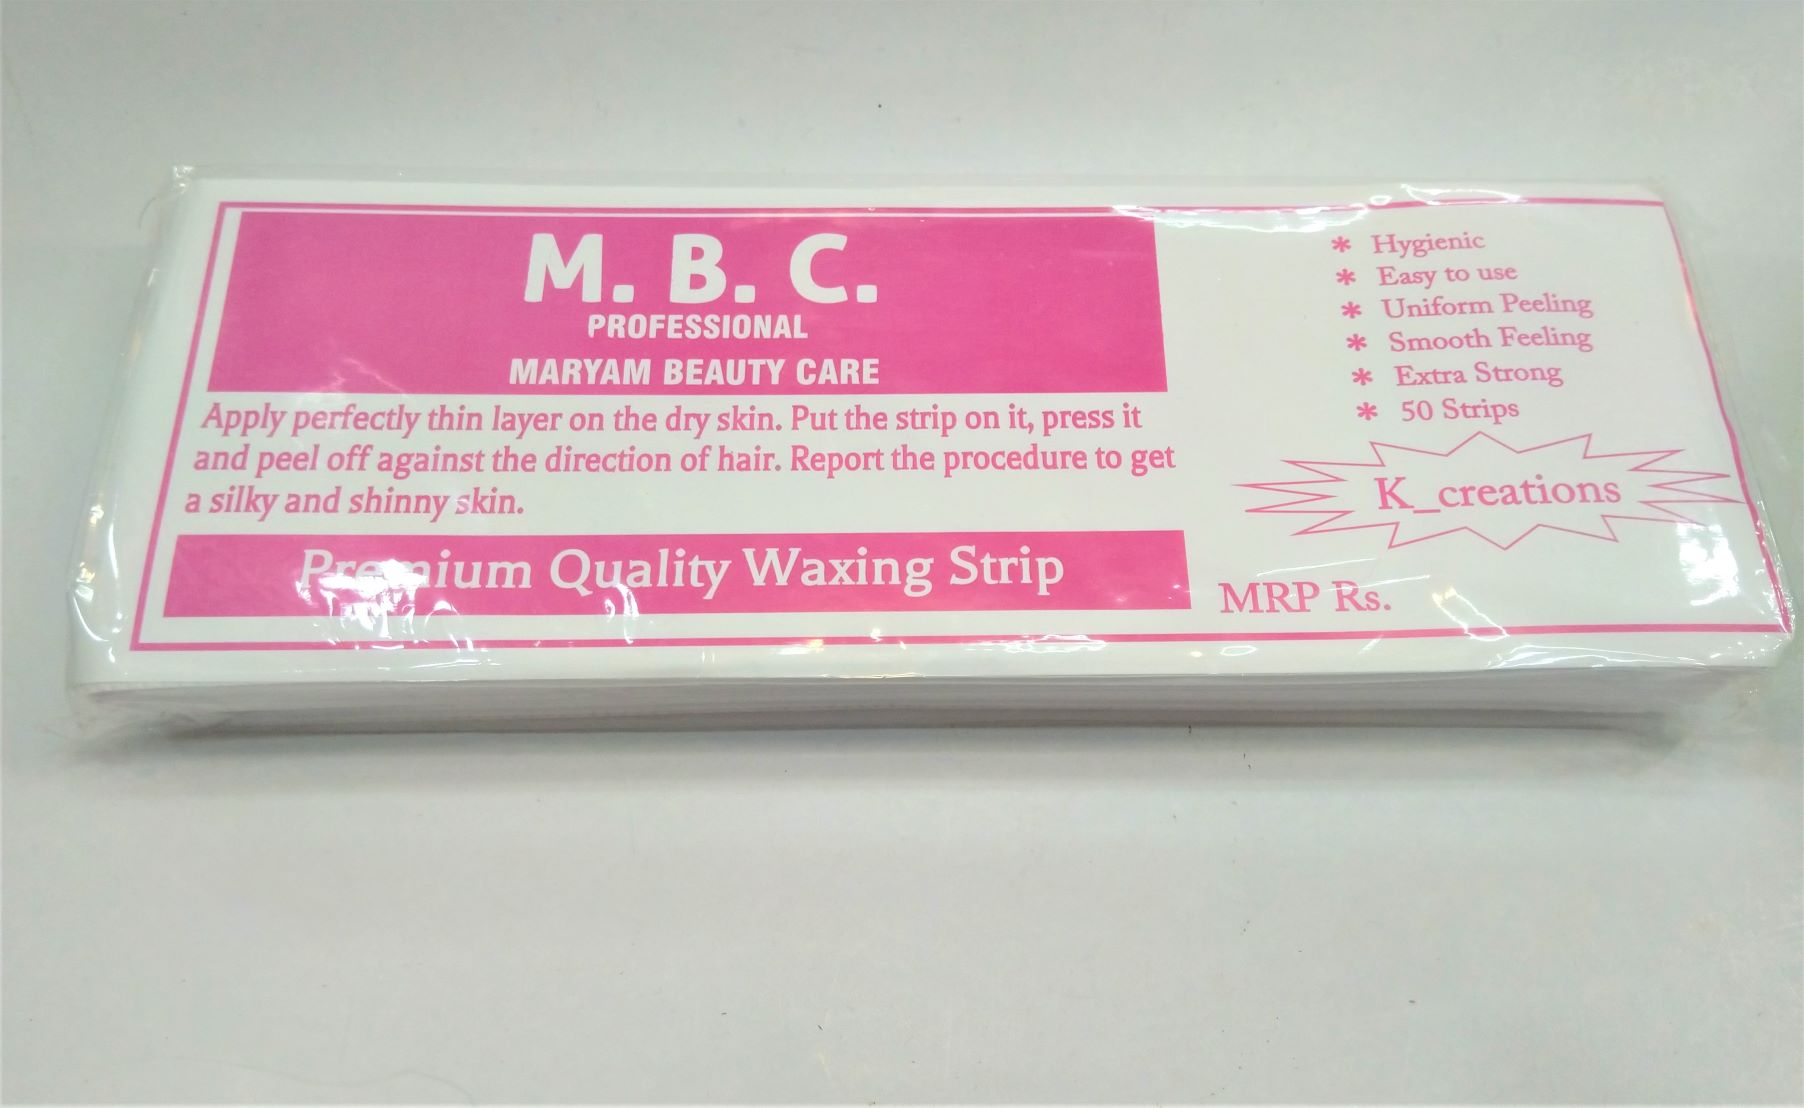 M. B. C.
PROFESSIONAL
MARYAM BEAUTY CARE
Apply perfectly thin layer on the dry skin. Put the strip on it, press it
and peel off against the direction of hair. Report the procedure to get
a silky and shinny skin.
Premium Quality Waxing Strip
* Hygienic
* Easy to use
* Uniform Peeling
* Smooth Feeling
* Extra Strong
* 50 Strips
K_creations
MRP Rs.